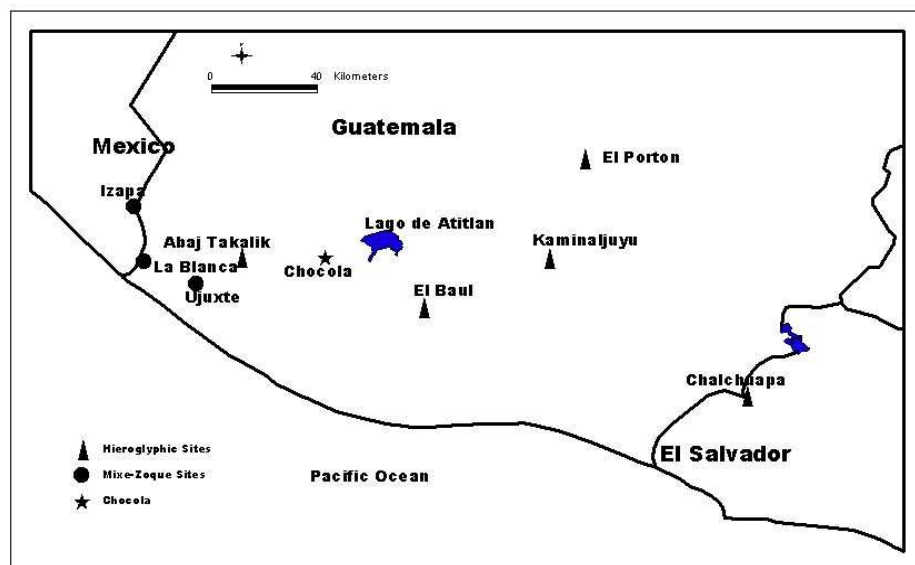 0 40 Kilometers
Guatemala
Mexico
El Porton
Izapa
Lago de Atitlan
Abaj Takalik
Kaminaljuyu
La Blanca
Chocola
Ujuxte
El Baul
Chalchuapa
Hieroglyphic Sites
El Salvador
Mixe-Zoque Sites
Pacific Ocean
Chocola